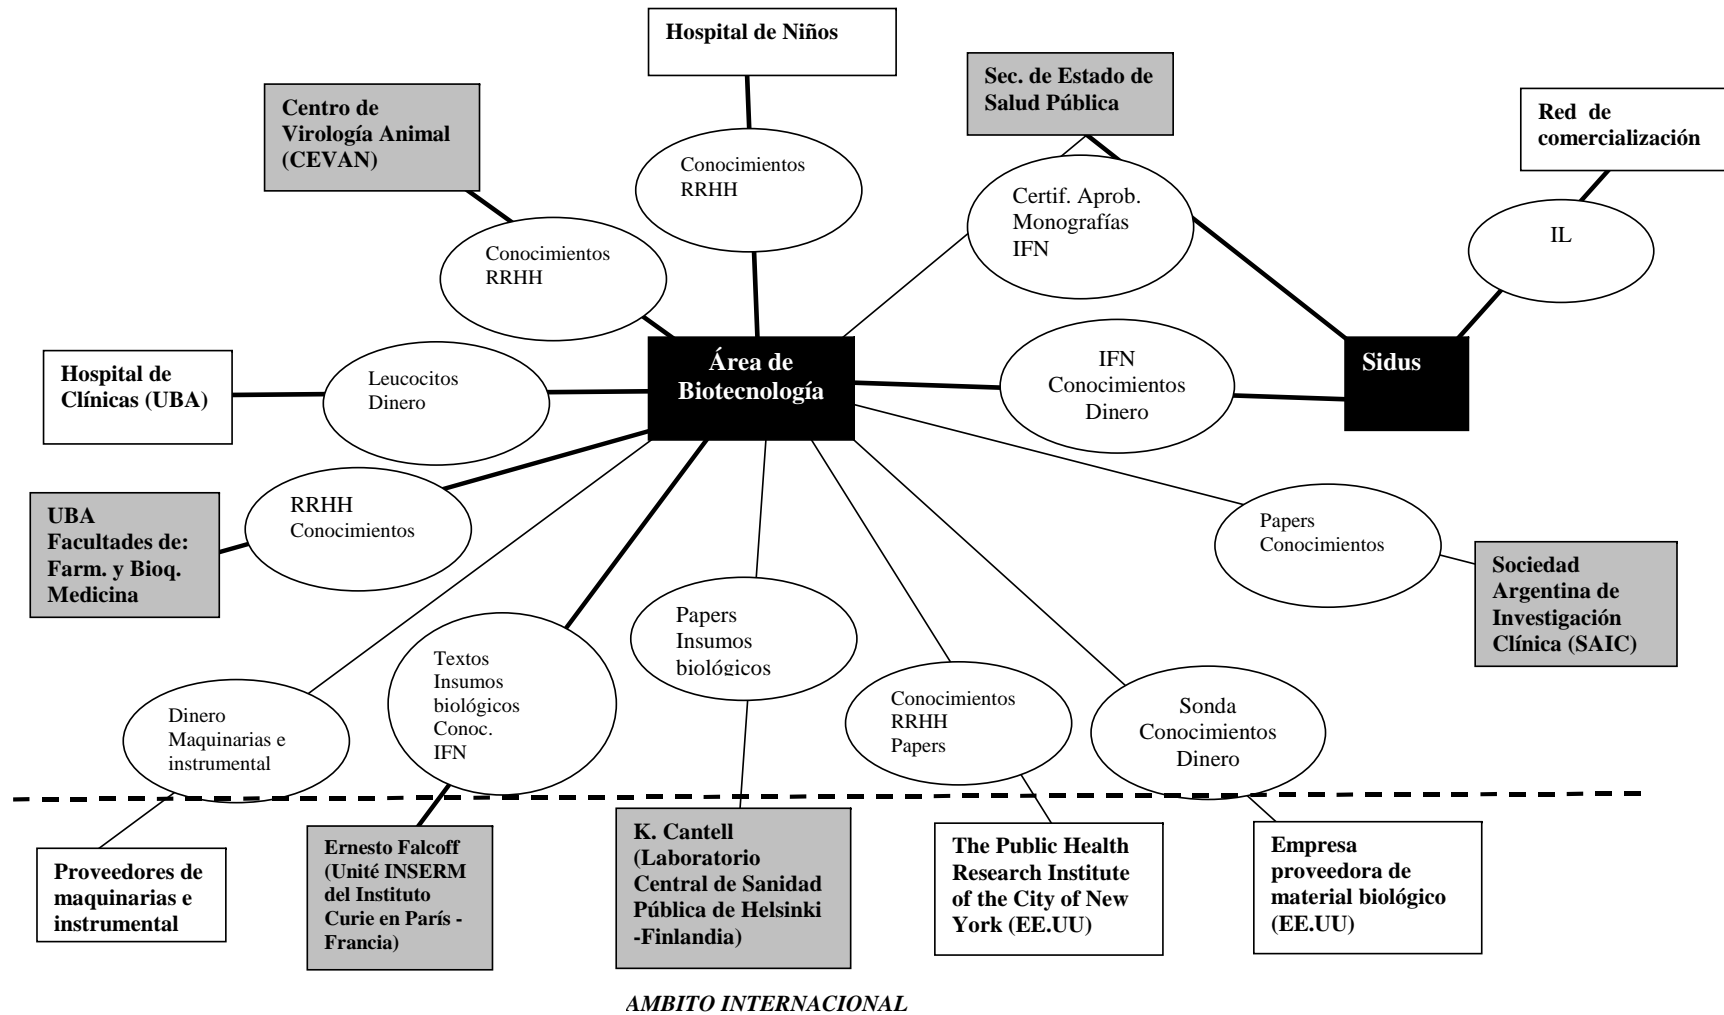 Hospital de Niños
Sec. de Estado de
Salud Pública
Centro de
Virología Animal
(CEVAN)
Red de
comercialización
Conocimientos
RRHH
Certif. Aprob.
Monografías
IFN
IL
Conocimientos
RRHH
Área de
Biotecnología
IFN
Conocimientos
Dinero
Sidus
Hospital de
Clínicas (UBA)
Leucocitos
Dinero
RRHH
Conocimientos
UBA
Facultades de:
Farm. y Bioq.
Medicina
Papers
Conocimientos
Sociedad
Argentina de
Investigación
Clínica (SAIC)
Dinero
Maquinarias e
instrumental
Textos
Insumos
biológicos
Conoc.
IFN
Papers
Insumos
biológicos
Conocimientos
RRHH
Papers
Sonda
Conocimientos
Dinero
Proveedores de
maquinarias e
instrumental
Ernesto Falcoff
(Unité INSERM
del Instituto
Curie en París -
Francia)
K. Cantell
(Laboratorio
Central de Sanidad
Pública de Helsinki
-Finlandia)
The Public Health
Research Institute
of the City of New
York (EE.UU)
Empresa
proveedora de
material biológico
(EE.UU)
AMBITO INTERNACIONAL